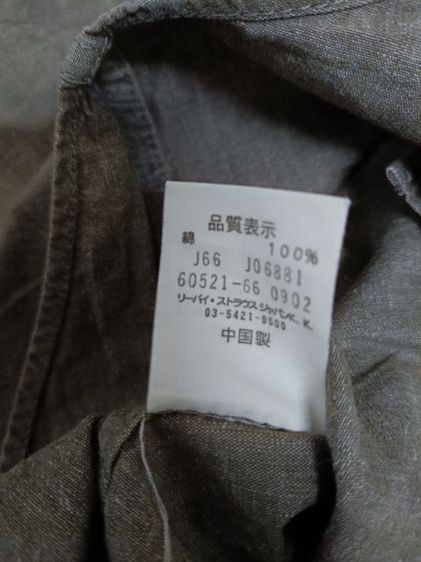 品質表示
綿 100%
J66 J06881
60521-66 0902
リーバイ・ストラウス ジャパンK.K.
03-5421-9500
中国製